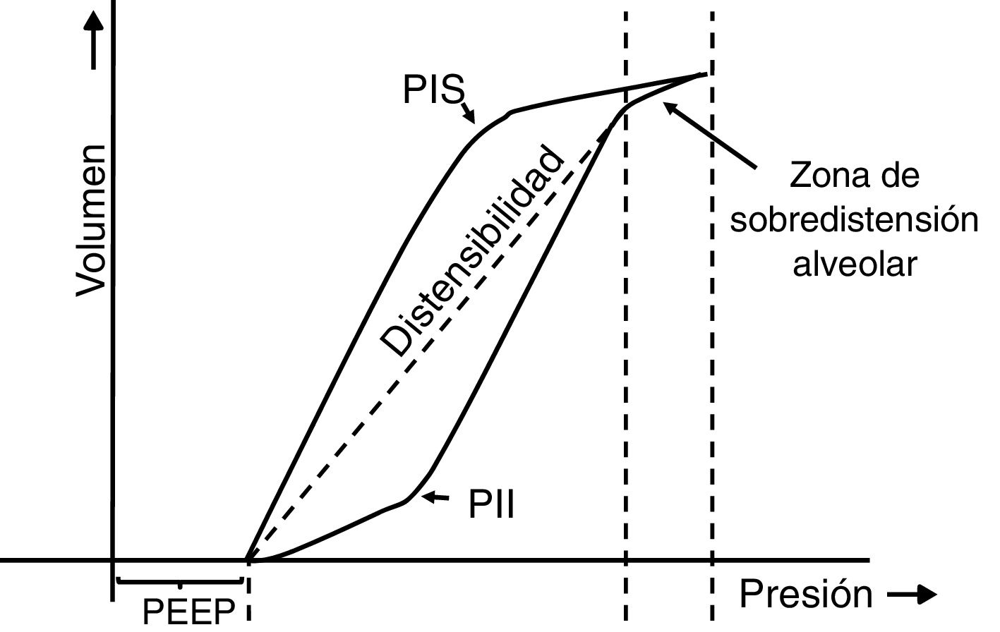 PIS
Volumen
Distensibilidad
Zona de
sobredistensión
alveolar
PII
PEEP
Presión